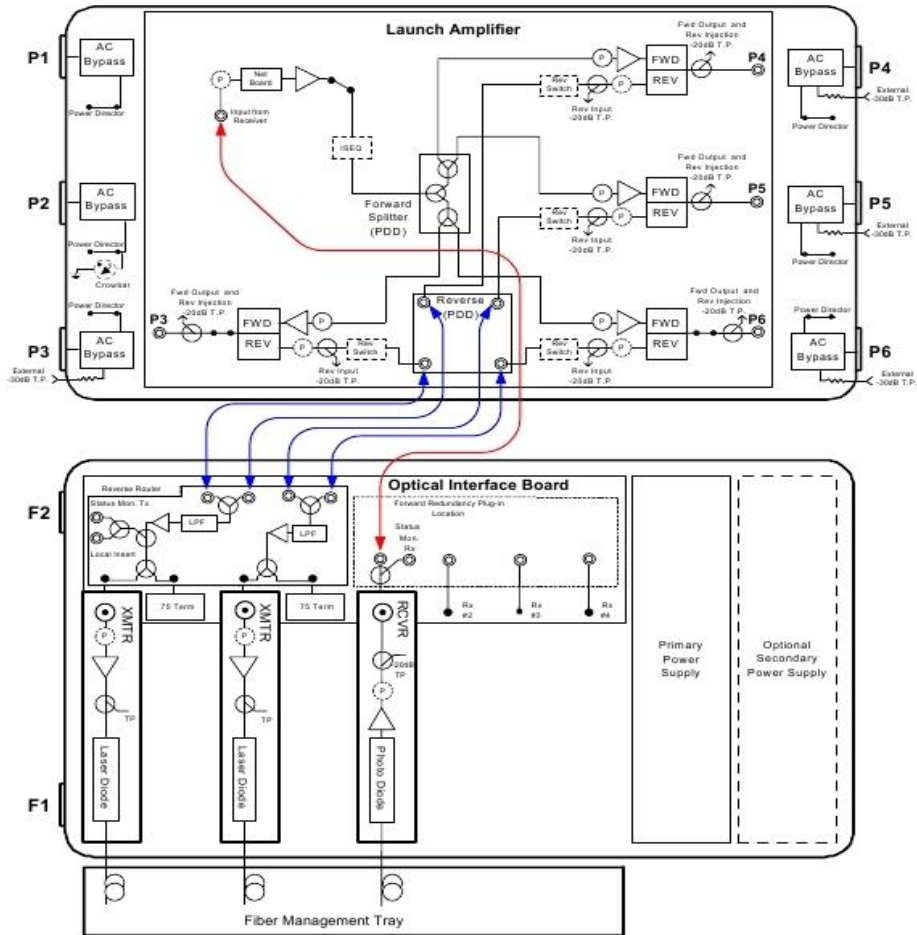 Launch Amplifier
P1
AC
Bypass
Power Director
P
Net
Board
Input from
Receiver
ISEQ
Forward
Splitter
(PDD)
Reverse
(PDD)
Fwd Output and
Rev Injection
-20dB T.P.
P
FWD
REV
P4
Rev
Switch
P
Rev Input
-20dB T.P.
AC
Bypass
P4
External
-30dB T.P.
Power Director
P2
AC
Bypass
Power Director
Crowbar
Fwd Output and
Rev Injection
-20dB T.P.
P
FWD
REV
P5
Rev
Switch
P
Rev Input
-20dB T.P.
AC
Bypass
P5
External
-30dB T.P.
Power Director
Power Director
P3
AC
Bypass
External
-30dB T.P.
Fwd Output and
Rev Injection
-20dB T.P.
P3
FWD
REV
P
P
Rev
Switch
Rev Input
-20dB T.P.
Fwd Output and
Rev Injection
-20dB T.P.
P
FWD
REV
P6
Rev
Switch
P
Rev Input
-20dB T.P.
Power Director
AC
Bypass
P6
External
-30dB T.P.
F2
Reverse Router
Status Mon. Tx
Local Insert
LPF
LPF
Optical Interface Board
Forward Redundancy Plug-in
Location
Status
Mon.
Rx
Rx
#2
Rx
#3
Rx
#4
75 Term
75 Term
XMTR
P
TP
Laser Diode
XMTR
P
TP
Laser Diode
RCVR
-20dB
TP
P
Photo Diode
Primary
Power
Supply
Optional
Secondary
Power Supply
F1
Fiber Management Tray